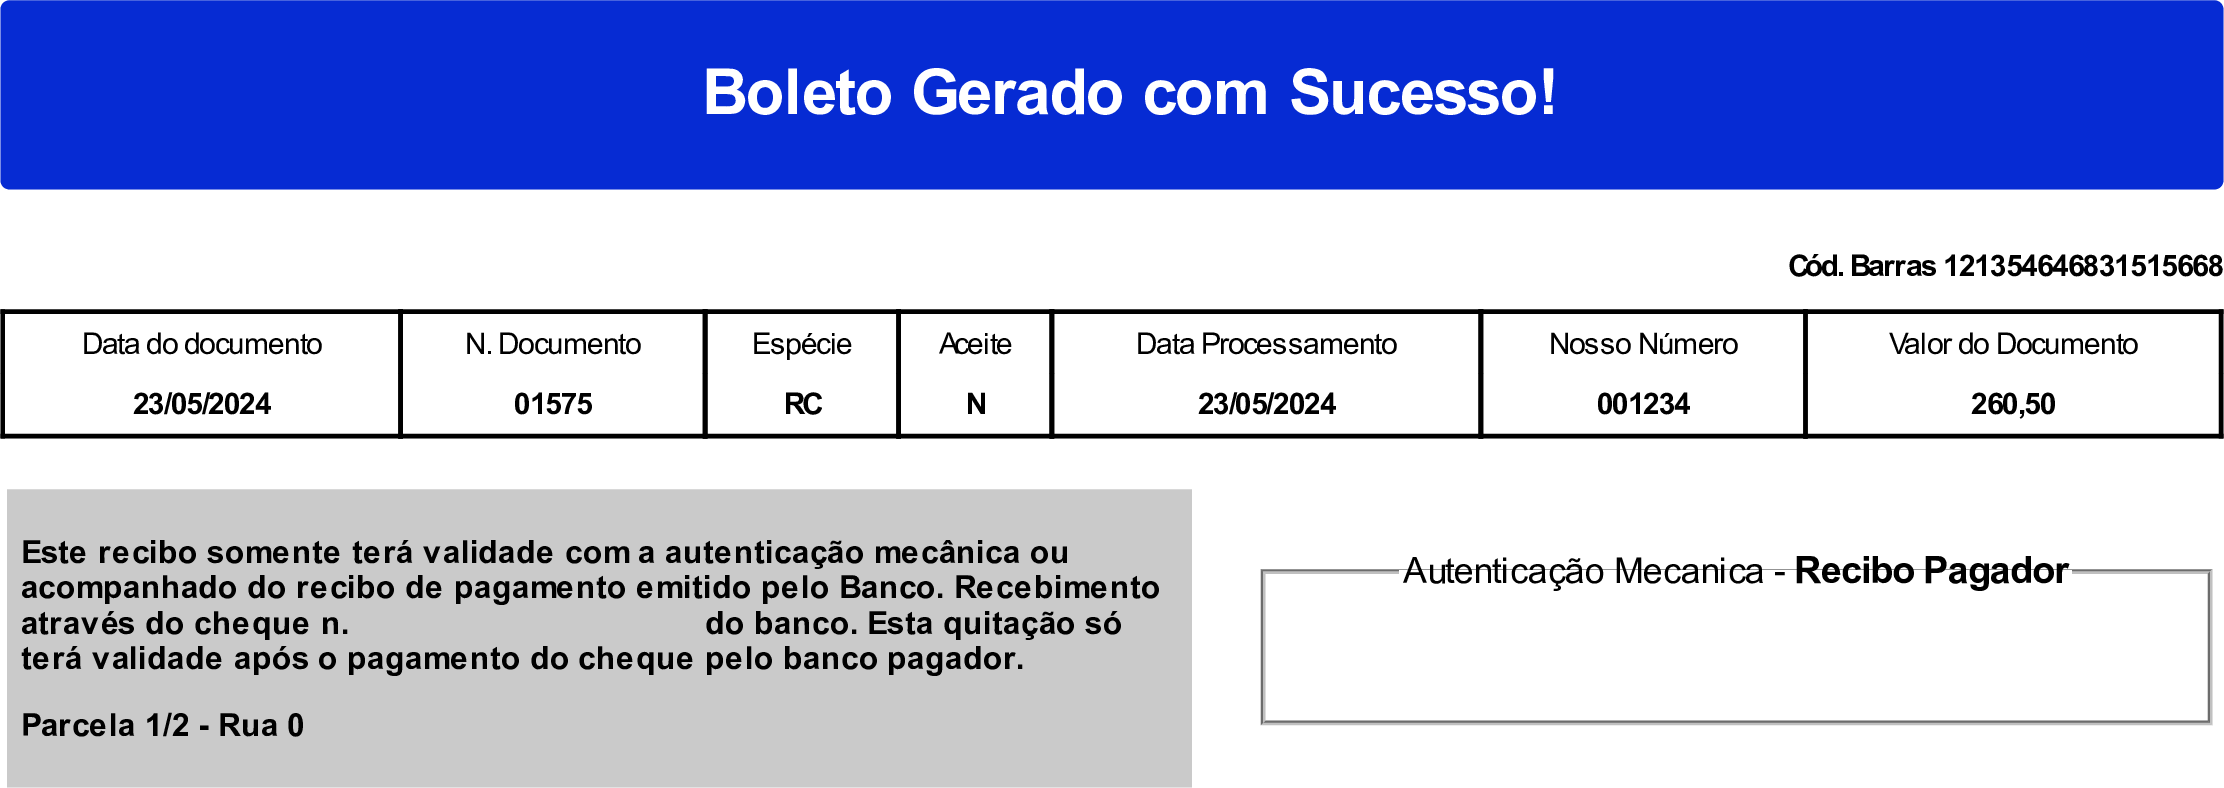 Boleto Gerado com Sucesso!
Cód. Barras 121354646831515668
Data do documento N. Documento Espécie Aceite Data Processamento Nosso Número Valor do Documento
23/05/2024 01575 RC N 23/05/2024 001234 260,50
Este recibo somente terá validade com a autenticação mecânica ou
acompanhado do recibo de pagamento emitido pelo Banco. Recebimento
através do cheque n. do banco. Esta quitação só
terá validade após o pagamento do cheque pelo banco pagador.
Parcela 1/2 - Rua 0
Autenticação Mecanica - Recibo Pagador